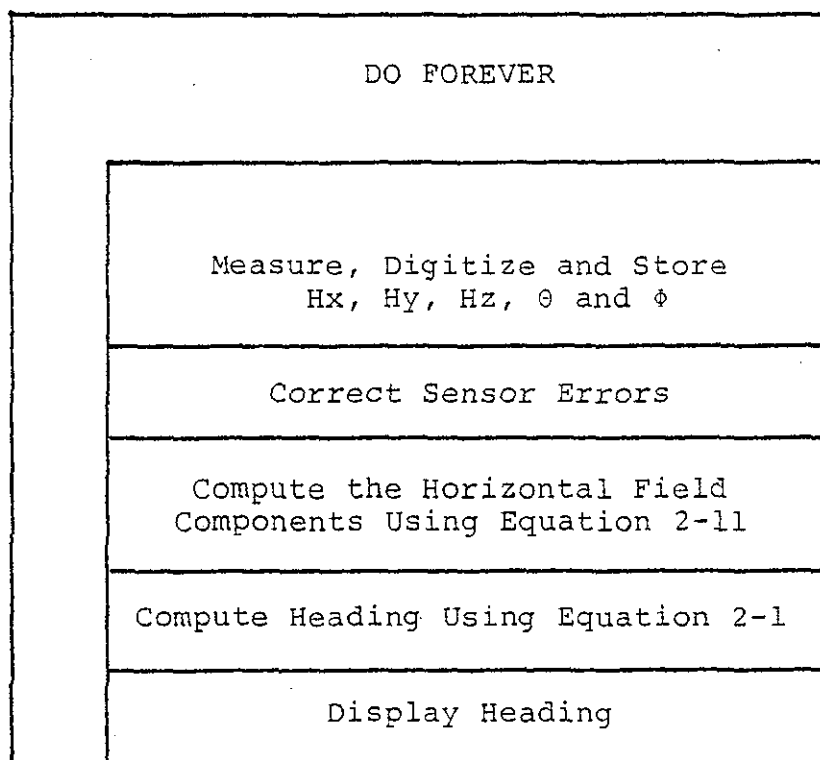 DO FOREVER
Measure, Digitize and Store
Hx, Hy, Hz, Θ and Φ
Correct Sensor Errors
Compute the Horizontal Field
Components Using Equation 2-11
Compute Heading Using Equation 2-1
Display Heading